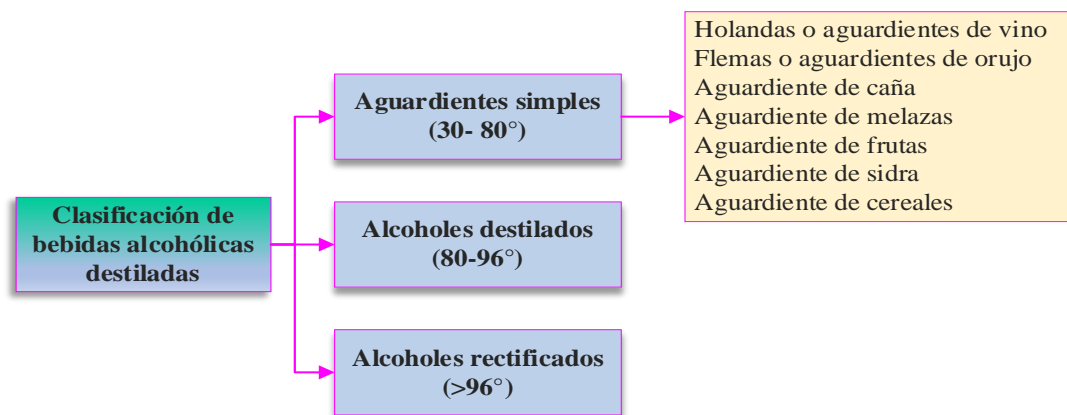 Clasificación de
bebidas alcohólicas
destiladas
Aguardientes simples
(30- 80°)
Alcoholes destilados
(80-96°)
Alcoholes rectificados
(>96°)
Holandas o aguardientes de vino
Flemas o aguardientes de orujo
Aguardiente de caña
Aguardiente de melazas
Aguardiente de frutas
Aguardiente de sidra
Aguardiente de cereales